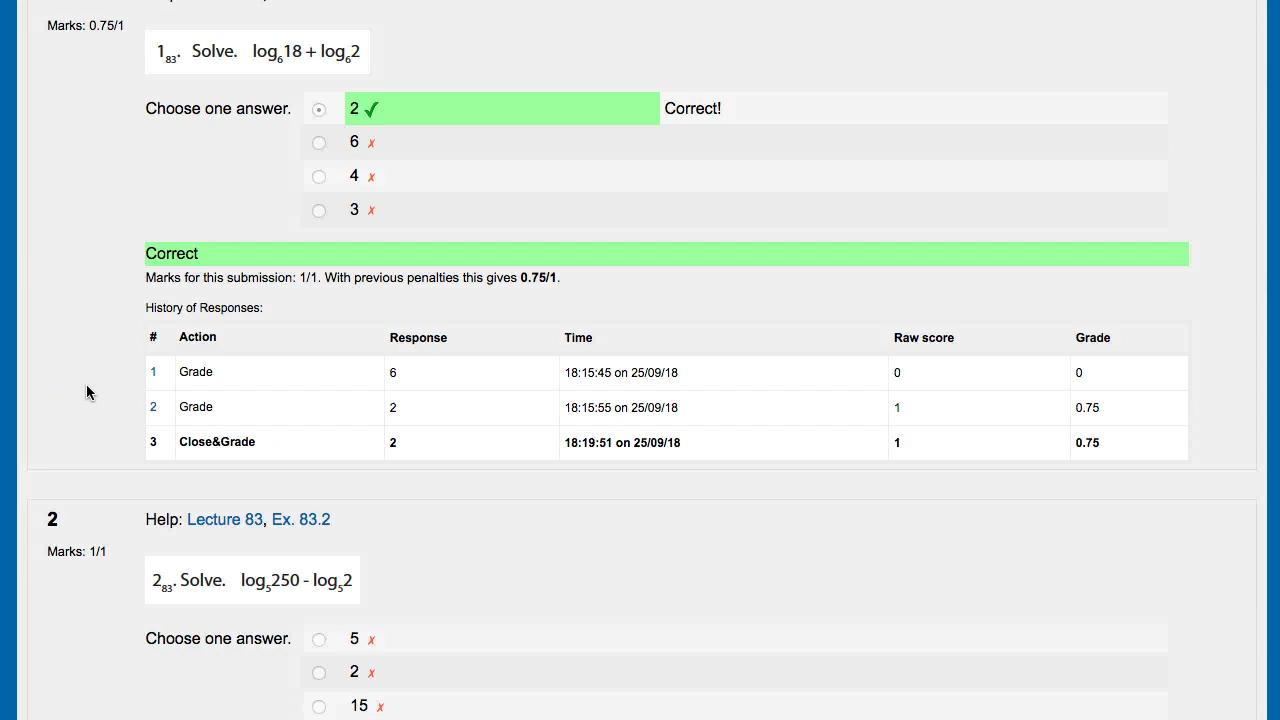 Marks: 0.75/1
1₈₃. Solve. log₆18 + log₆2
Choose one answer.
2 ✓ Correct!
6 ✗
4 ✗
3 ✗
Correct
Marks for this submission: 1/1. With previous penalties this gives 0.75/1.
History of Responses:
# Action Response Time Raw score Grade
1 Grade 6 18:15:45 on 25/09/18 0 0
2 Grade 2 18:15:55 on 25/09/18 1 0.75
3 Close&Grade 2 18:19:51 on 25/09/18 1 0.75
2 Help: Lecture 83, Ex. 83.2
Marks: 1/1
2₈₃. Solve. log₅250 - log₅2
Choose one answer.
5 ✗
2 ✗
15 ✗